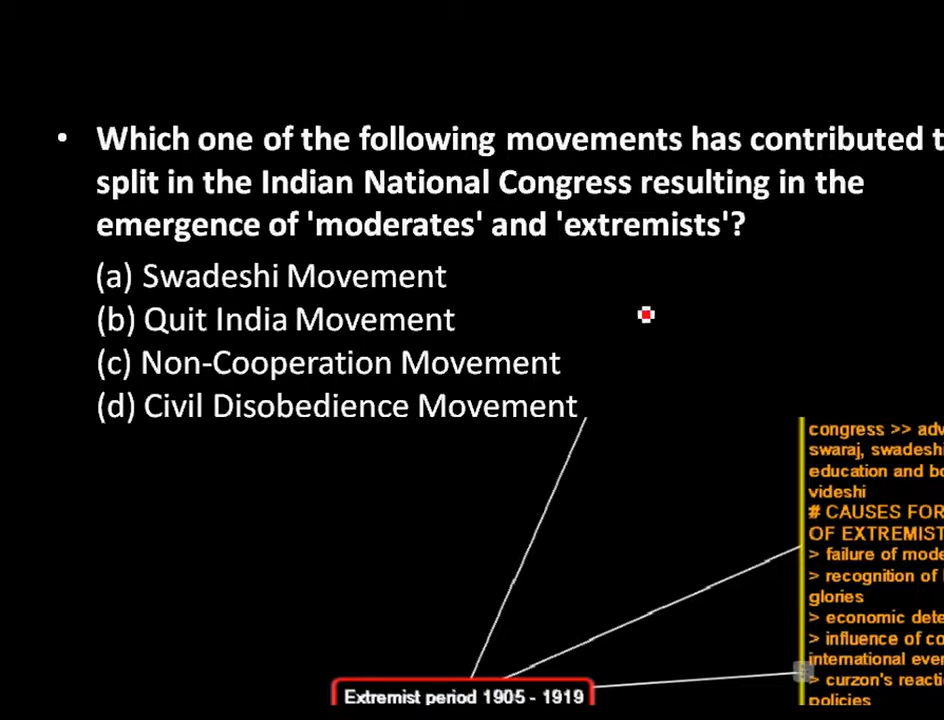 • Which one of the following movements has contributed t
split in the Indian National Congress resulting in the
emergence of 'moderates' and 'extremists'?
(a) Swadeshi Movement
(b) Quit India Movement
(c) Non-Cooperation Movement
(d) Civil Disobedience Movement
congress >> adv
swaraj, swadeshi
education and bo
videshi
# CAUSES FOR
OF EXTREMIST
> failure of mode
> recognition of
glories
> economic dete
> influence of co
international even
> curzon's reacti
policies
Extremist period 1905 - 1919